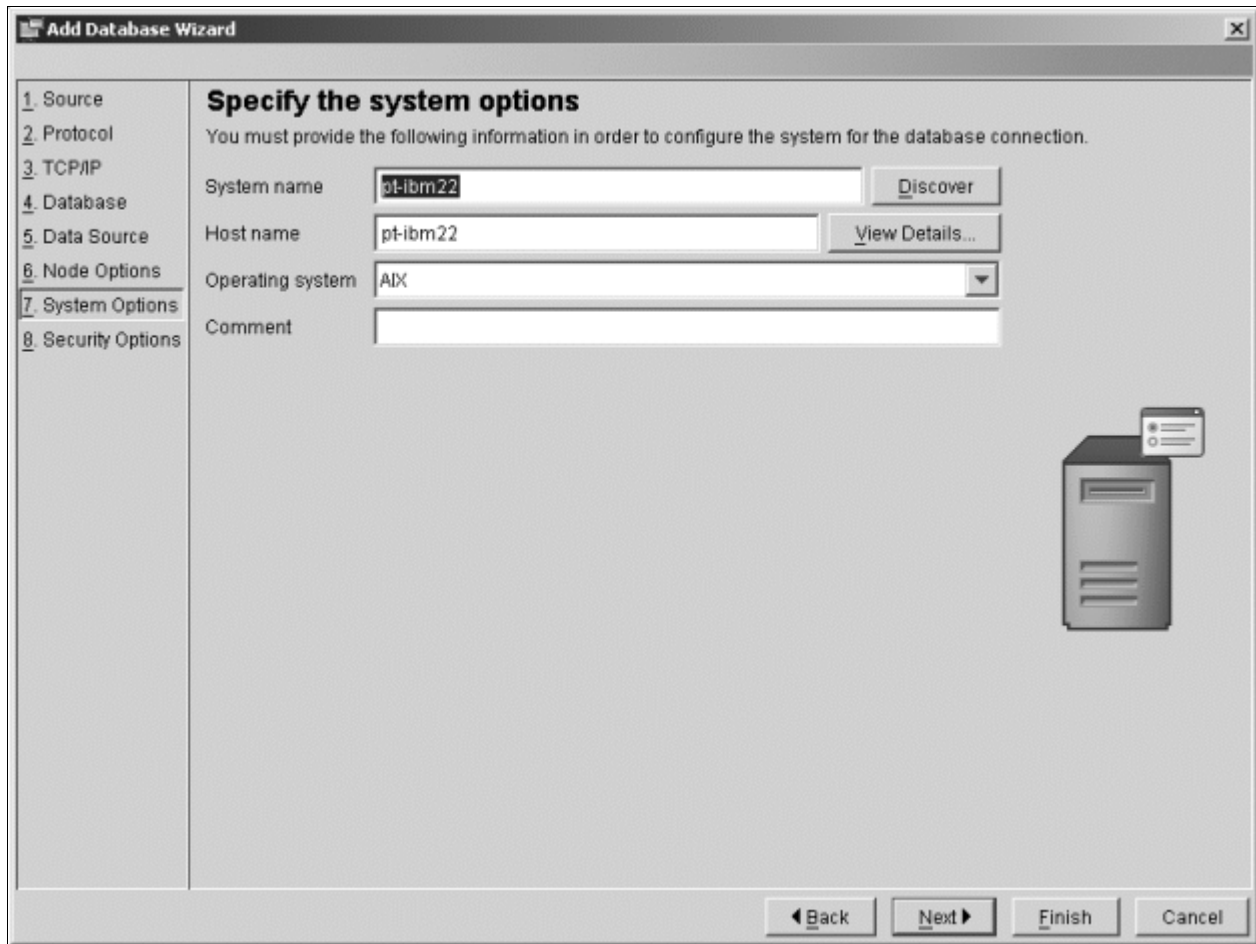 Add Database Wizard
1. Source
2. Protocol
3. TCP/IP
4. Database
5. Data Source
6. Node Options
7. System Options
8. Security Options
Specify the system options
You must provide the following information in order to configure the system for the database connection.
System name pt-ibm22 Discover
Host name pt-ibm22 View Details...
Operating system AIX
Comment
Back Next Finish Cancel